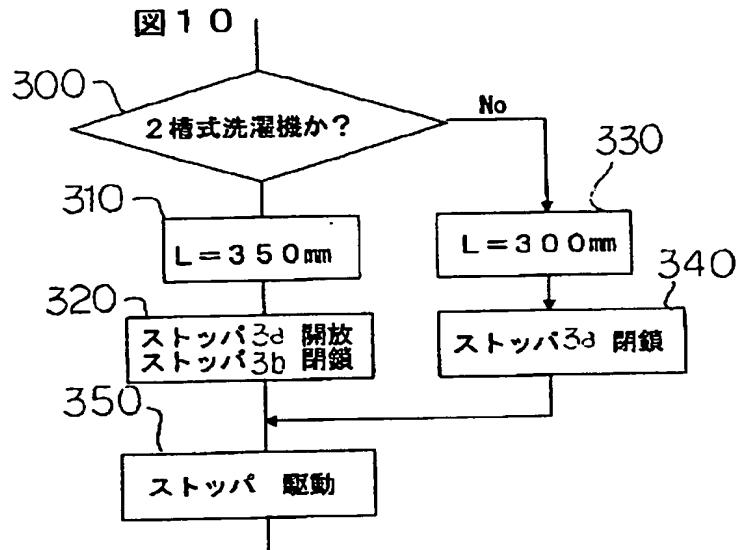 図10
300
2槽式洗濯機か?
No
310
330
L=350mm
L=300mm
320
340
ストッパ3a 開放
ストッパ3b 閉鎖
ストッパ3a 閉鎖
350
ストッパ 駆動